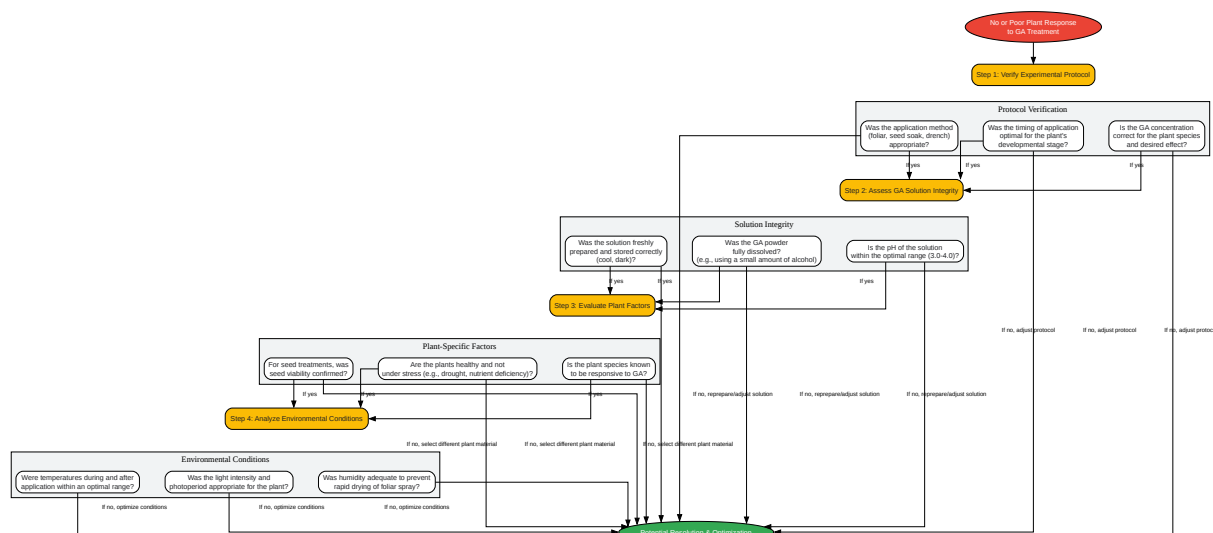 No or Poor Plant Response
to GA Treatment
Step 1: Verify Experimental Protocol
Protocol Verification
Was the application method
(foliar, seed soak, drench)
appropriate?
Was the timing of application
optimal for the plant's
developmental stage?
Is the GA concentration
correct for the plant species
and desired effect?
If yes
If yes
If yes
Step 2: Assess GA Solution Integrity
Solution Integrity
Was the solution freshly
prepared and stored correctly
(cool, dark)?
Was the GA powder
fully dissolved?
(e.g., using a small amount of alcohol)
Is the pH of the solution
within the optimal range (3.0-4.0)?
If yes
If yes
If yes
Step 3: Evaluate Plant Factors
If no, adjust protocol
If no, adjust protocol
If no, adjust protoc
Plant-Specific Factors
For seed treatments, was
seed viability confirmed?
Are the plants healthy and not
under stress (e.g., drought, nutrient deficiency)?
Is the plant species known
to be responsive to GA?
If yes
If yes
If yes
If no, reprepare/adjust solution
If no, reprepare/adjust solution
If no, reprepare/adjust solution
Step 4: Analyze Environmental Conditions
If no, select different plant material
If no, select different plant material
If no, select different plant material
Environmental Conditions
Were temperatures during and after
application within an optimal range?
Was the light intensity and
photoperiod appropriate for the plant?
Was humidity adequate to prevent
rapid drying of foliar spray?
If no, optimize conditions
If no, optimize conditions
If no, optimize conditions
Potential Resolution & Optimization